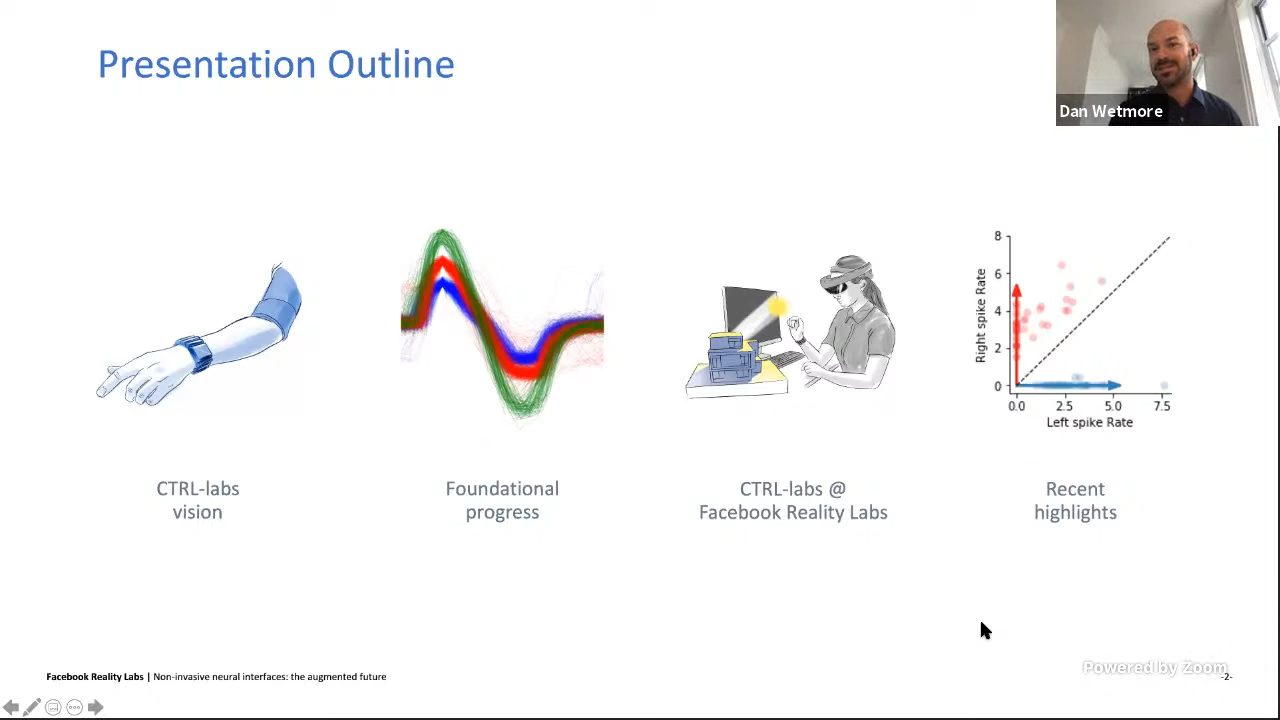 Presentation Outline
Dan Wetmore
8
6
4
2
0
Right spike Rate
0.0 2.5 5.0 7.5
Left spike Rate
CTRL-labs
vision
Foundational
progress
CTRL-labs @
Facebook Reality Labs
Recent
highlights
Facebook Reality Labs | Non-invasive neural interfaces: the augmented future
Powered by Zoom
-2-